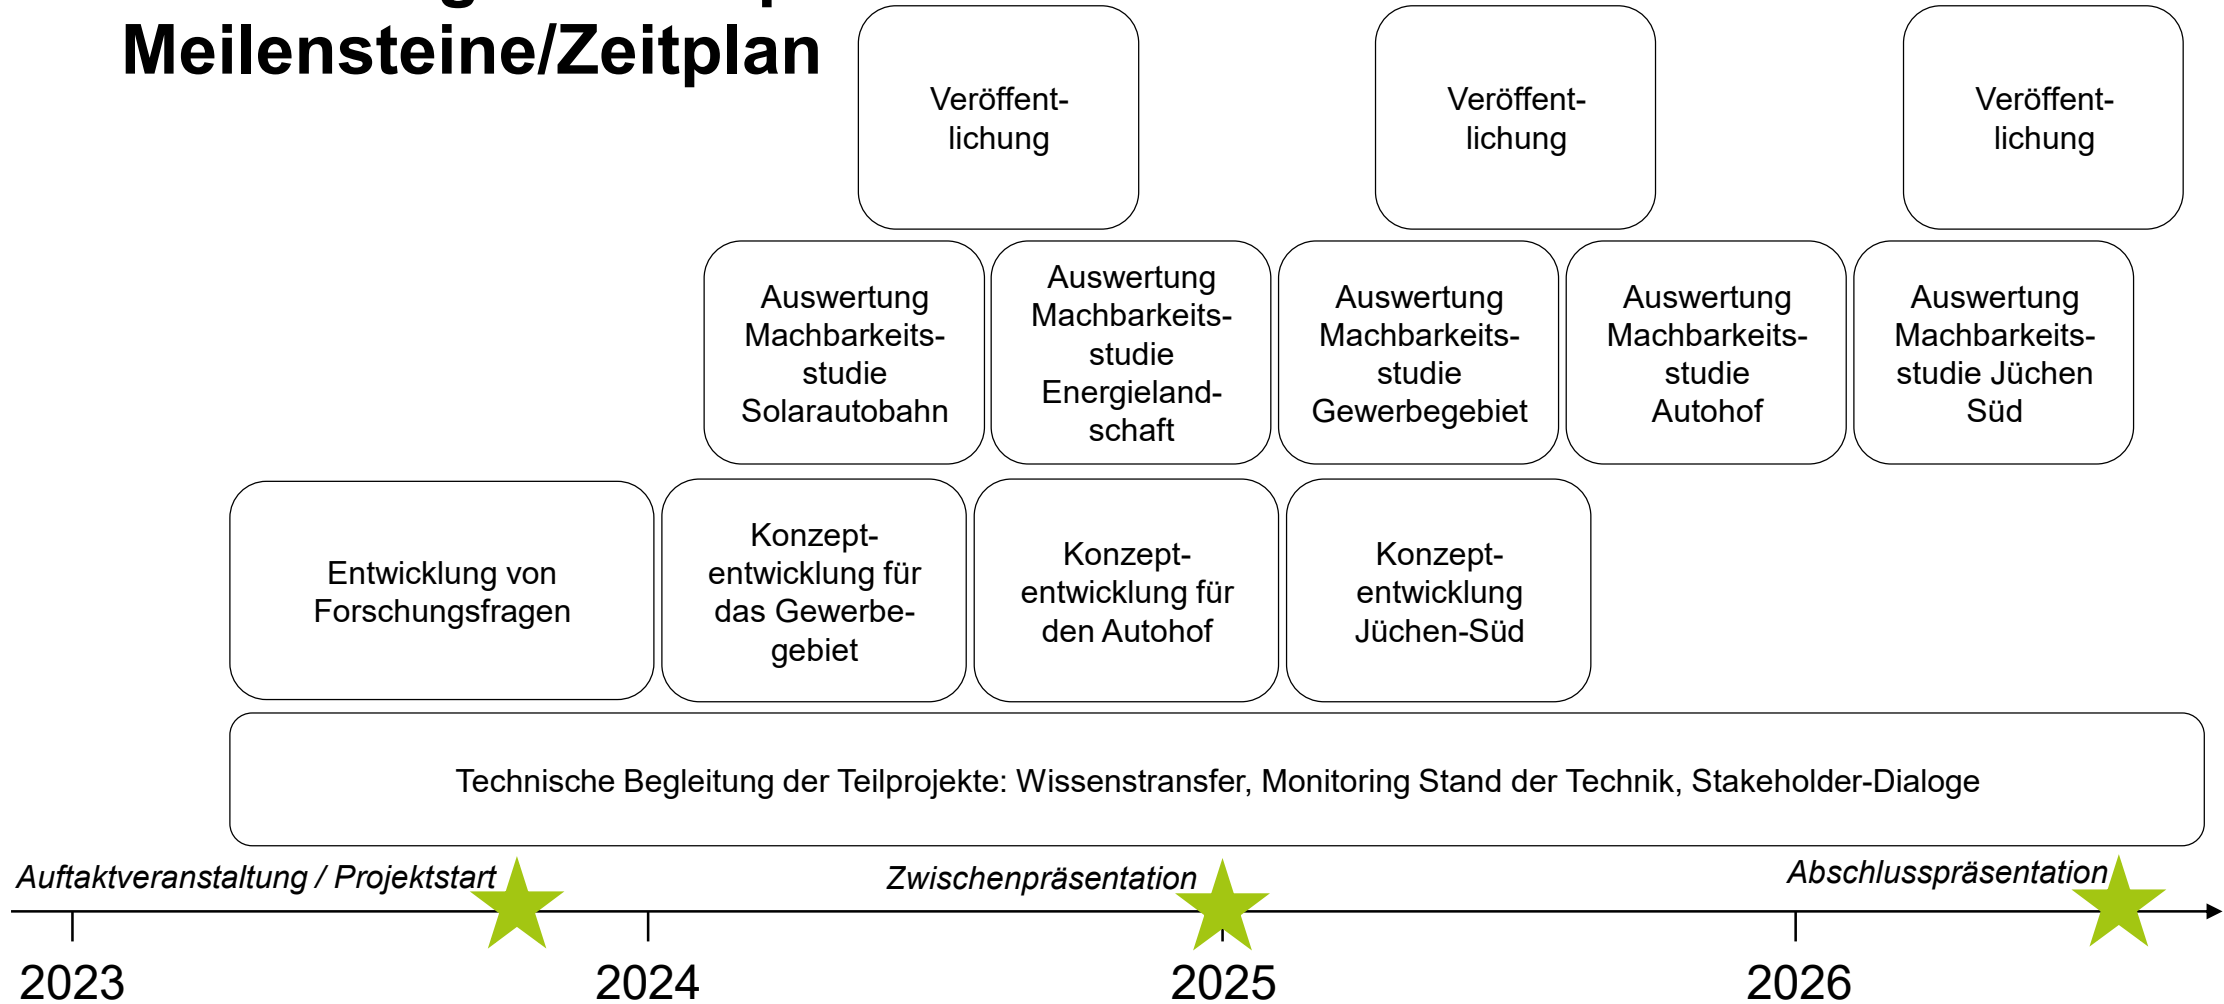 Meilensteine/Zeitplan
Veröffent-
lichung
Veröffent-
lichung
Veröffent-
lichung
Auswertung
Machbarkeits-
studie
Solarautobahn
Auswertung
Machbarkeits-
studie
Energieland-
schaft
Auswertung
Machbarkeits-
studie
Gewerbegebiet
Auswertung
Machbarkeits-
studie
Autohof
Auswertung
Machbarkeits-
studie Jüchen
Süd
Entwicklung von
Forschungsfragen
Konzept-
entwicklung für
das Gewerbe-
gebiet
Konzept-
entwicklung für
den Autohof
Konzept-
entwicklung
Jüchen-Süd
Technische Begleitung der Teilprojekte: Wissenstransfer, Monitoring Stand der Technik, Stakeholder-Dialoge
Auftaktveranstaltung / Projektstart
Zwischenpräsentation
Abschlusspräsentation
2023
2024
2025
2026